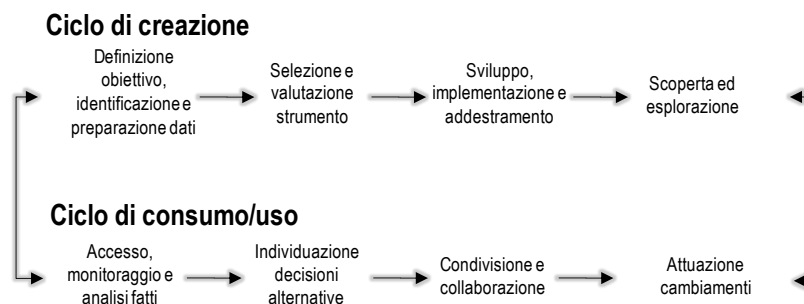 Ciclo di creazione
Definizione
obiettivo,
identificazione e
preparazione dati
Selezione e
valutazione
strumento
Sviluppo,
implementazione e
addestramento
Scoperta ed
esplorazione
Ciclo di consumo/uso
Accesso,
monitoraggio e
analisi fatti
Individuazione
decisioni
alternative
Condivisione e
collaborazione
Attuazione
cambiamenti